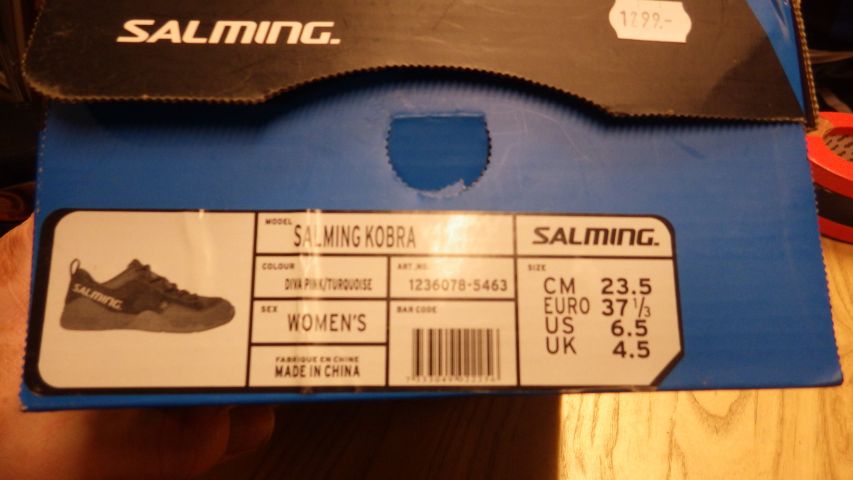 SALMING.
1299.-
MODEL
SALMING KOBRA
SALMING.
COLOUR
DIVA PINK/TURQUOISE
ART.NO.
1236078-5463
SEX
WOMEN'S
BAR CODE
FABRIQUE EN CHINE
MADE IN CHINA
SIZE
CM 23.5
EURO 37 1/3
US 6.5
UK 4.5
SALMING.